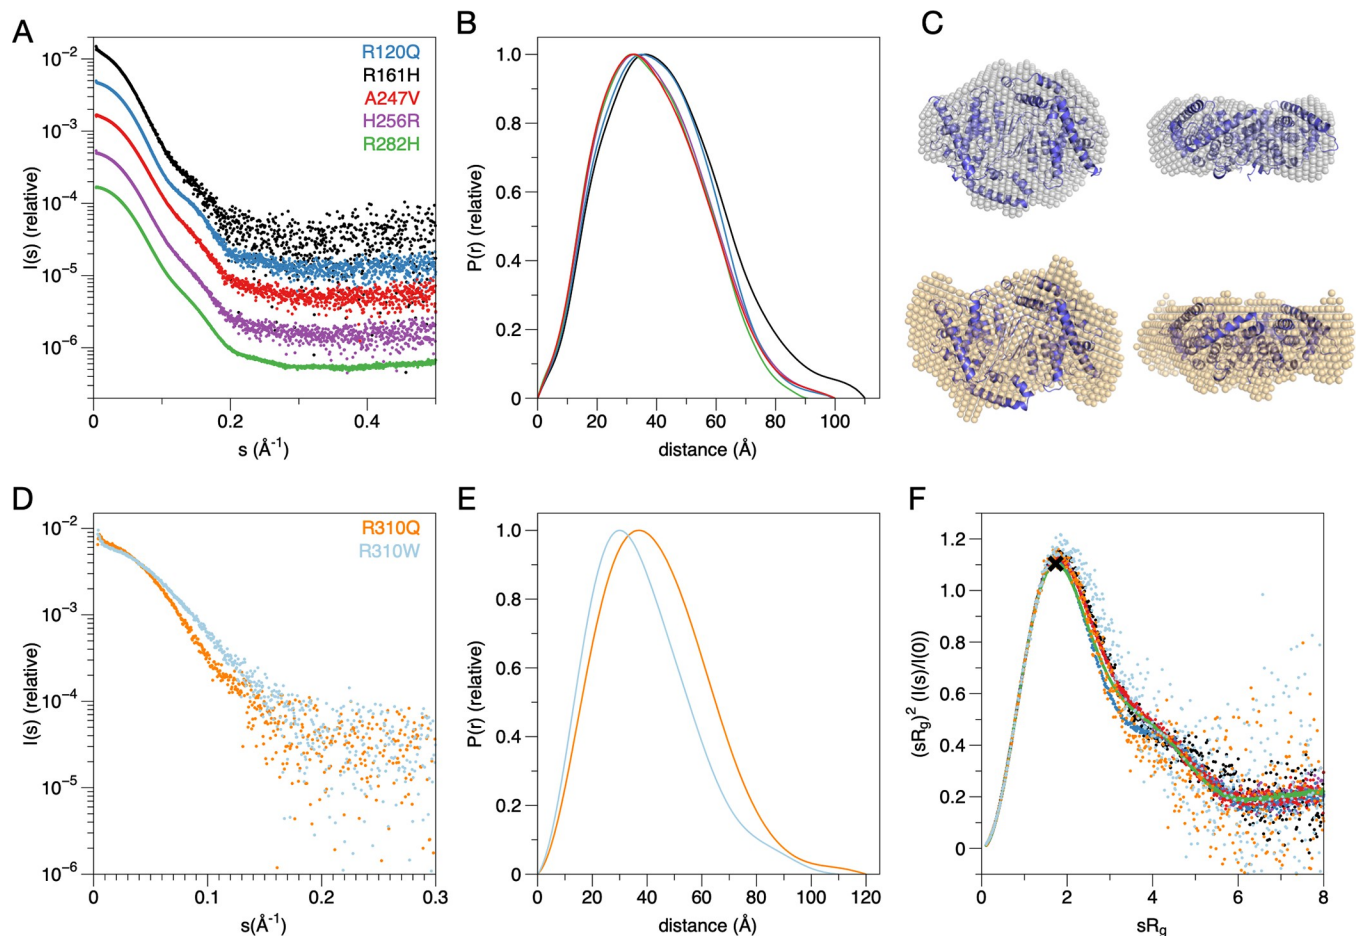 A
I(s) (relative)
10⁻²
10⁻³
10⁻⁴
10⁻⁵
10⁻⁶
R120Q
R161H
A247V
H256R
R282H
0 0.2 0.4
s (Å⁻¹)
B
P(r) (relative)
1.0
0.8
0.6
0.4
0.2
0
0 20 40 60 80 100
distance (Å)
C
D
I(s) (relative)
10⁻²
10⁻³
10⁻⁴
10⁻⁵
10⁻⁶
R310Q
R310W
0 0.1 0.2 0.3
s(Å⁻¹)
E
P(r) (relative)
1.0
0.8
0.6
0.4
0.2
0
0 20 40 60 80 100 120
distance (Å)
F
(sRg)² (I(s)/I(0))
1.2
1.0
0.8
0.6
0.4
0.2
0
0 2 4 6 8
sRg